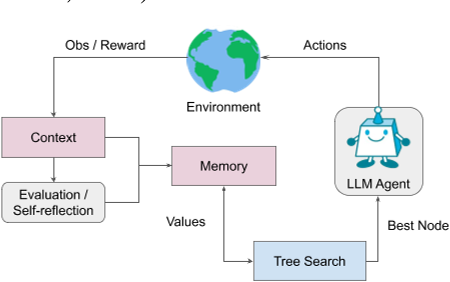 Obs / Reward
Actions
Environment
Context
Memory
Evaluation /
Self-reflection
LLM Agent
Values
Best Node
Tree Search